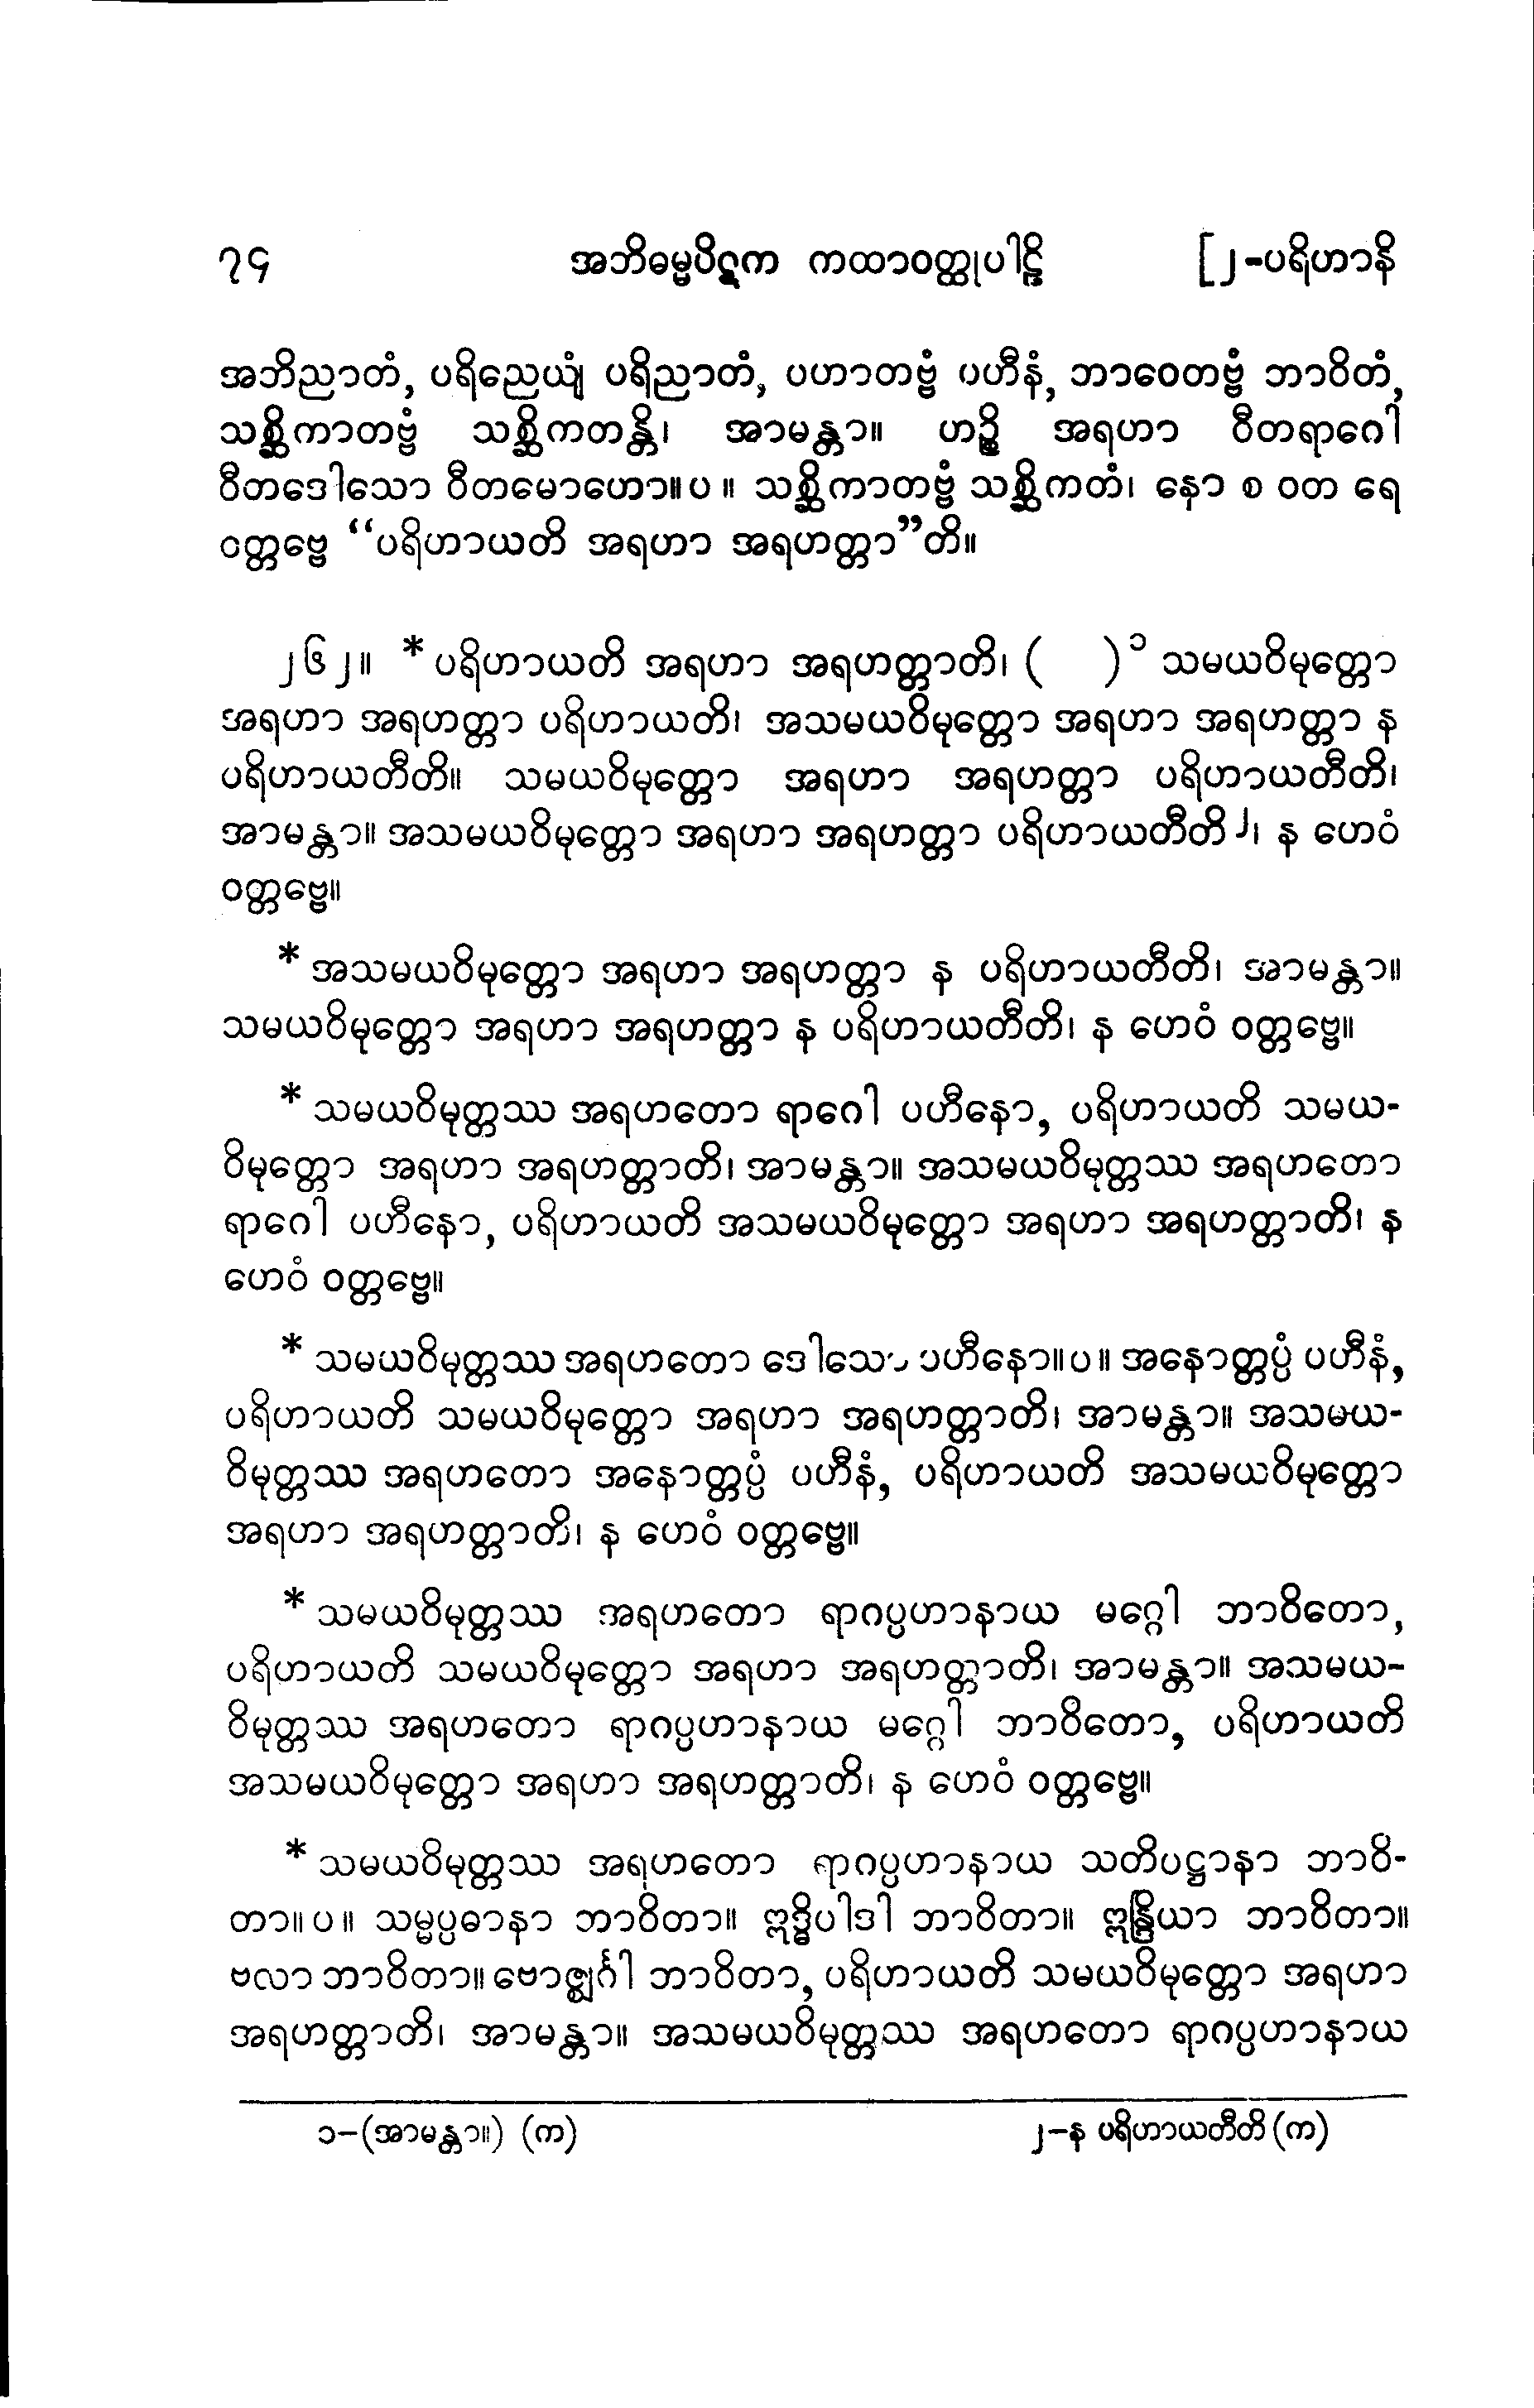 ၇၄ အဘိဓမ္မပိဋက ကထာဝတ္ထုပါဠိ [၂-ပရိဟာနိ
အဘိညာတံ, ပရိညေယျံ ပရိညာတံ, ပဟာတဗ္ဗံ ပဟီနံ, ဘာဝေတဗ္ဗံ ဘာဝိတံ,
သစ္ဆိကာတဗ္ဗံ သစ္ဆိကတန္တိ၊ အာမန္တာ။ ဟဉ္စိ အရဟာ ဝီတရာဂေါ
ဝီတဒေါသော ဝီတမောဟော။ပ။ သစ္ဆိကာတဗ္ဗံ သစ္ဆိကတံ၊ နော စ ဝတ ရေ
ဝတ္တဗ္ဗေ “ပရိဟာယတိ အရဟာ အရဟတ္တာ”တိ။
၂၆၂။ * ပရိဟာယတိ အရဟာ အရဟတ္တာတိ၊ ( )၁ သမယဝိမုတ္တော
အရဟာ အရဟတ္တာ ပရိဟာယတိ၊ အသမယဝိမုတ္တော အရဟာ အရဟတ္တာ န
ပရိဟာယတီတိ။ သမယဝိမုတ္တော အရဟာ အရဟတ္တာ ပရိဟာယတီတိ၊
အာမန္တာ။ အသမယဝိမုတ္တော အရဟာ အရဟတ္တာ ပရိဟာယတီတိ၂၊ န ဟေဝံ
ဝတ္တဗ္ဗေ။
* အသမယဝိမုတ္တော အရဟာ အရဟတ္တာ န ပရိဟာယတီတိ၊ အာမန္တာ။
သမယဝိမုတ္တော အရဟာ အရဟတ္တာ န ပရိဟာယတီတိ၊ န ဟေဝံ ဝတ္တဗ္ဗေ။
* သမယဝိမုတ္တဿ အရဟတော ရာဂေါ ပဟီနော, ပရိဟာယတိ သမယ-
ဝိမုတ္တော အရဟာ အရဟတ္တာတိ၊ အာမန္တာ။ အသမယဝိမုတ္တဿ အရဟတော
ရာဂေါ ပဟီနော, ပရိဟာယတိ အသမယဝိမုတ္တော အရဟာ အရဟတ္တာတိ၊ န
ဟေဝံ ဝတ္တဗ္ဗေ။
* သမယဝိမုတ္တဿ အရဟတော ဒေါသော ပဟီနော။ပ။ အနောတ္တပ္ပံ ပဟီနံ,
ပရိဟာယတိ သမယဝိမုတ္တော အရဟာ အရဟတ္တာတိ၊ အာမန္တာ။ အသမယ-
ဝိမုတ္တဿ အရဟတော အနောတ္တပ္ပံ ပဟီနံ, ပရိဟာယတိ အသမယဝိမုတ္တော
အရဟာ အရဟတ္တာတိ၊ န ဟေဝံ ဝတ္တဗ္ဗေ။
* သမယဝိမုတ္တဿ အရဟတော ရာဂပ္ပဟာနာယ မဂ္ဂေါ ဘာဝိတော,
ပရိဟာယတိ သမယဝိမုတ္တော အရဟာ အရဟတ္တာတိ၊ အာမန္တာ။ အသမယ-
ဝိမုတ္တဿ အရဟတော ရာဂပ္ပဟာနာယ မဂ္ဂေါ ဘာဝိတော, ပရိဟာယတိ
အသမယဝိမုတ္တော အရဟာ အရဟတ္တာတိ၊ န ဟေဝံ ဝတ္တဗ္ဗေ။
* သမယဝိမုတ္တဿ အရဟတော ရာဂပ္ပဟာနာယ သတိပဋ္ဌာနာ ဘာဝိ-
တာ။ပ။ သမ္မပ္ပဓာနာ ဘာဝိတာ။ ဣဒ္ဓိပါဒါ ဘာဝိတာ။ ဣန္ဒြိယာ ဘာဝိတာ။
ဗလာ ဘာဝိတာ။ ဗောဇ္ဈင်္ဂါ ဘာဝိတာ, ပရိဟာယတိ သမယဝိမုတ္တော အရဟာ
အရဟတ္တာတိ၊ အာမန္တာ။ အသမယဝိမုတ္တဿ အရဟတော ရာဂပ္ပဟာနာယ
၁-(အာမန္တာ။) (က) ၂-န ပရိဟာယတီတိ (က)